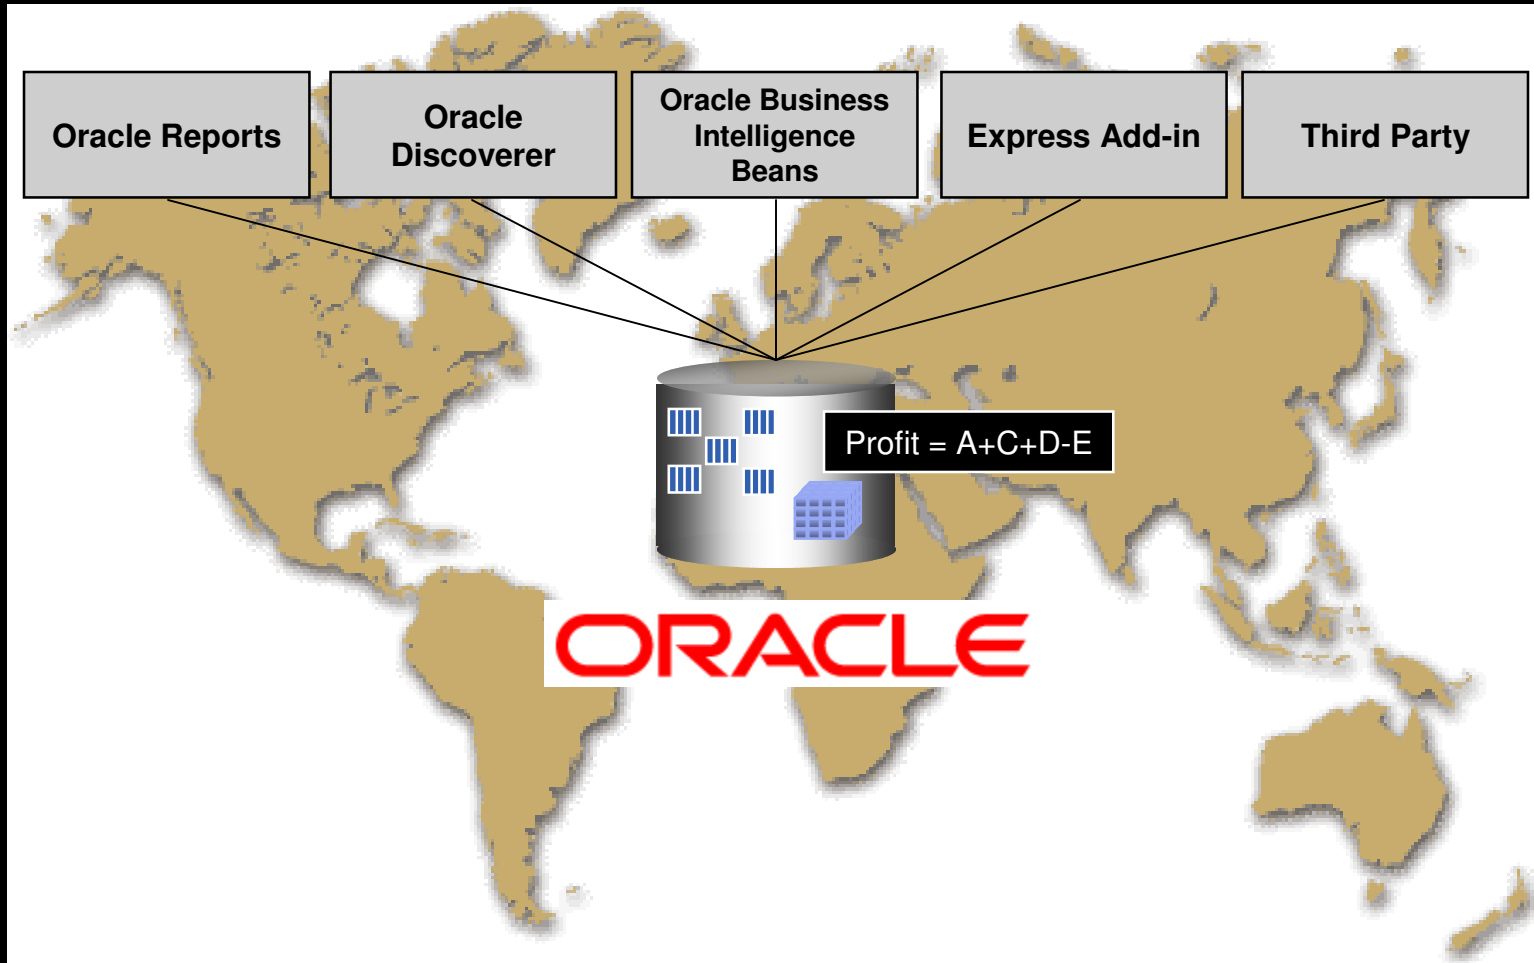 Oracle Reports
Oracle
Discoverer
Oracle Business
Intelligence
Beans
Express Add-in
Third Party
Profit = A+C+D-E
ORACLE